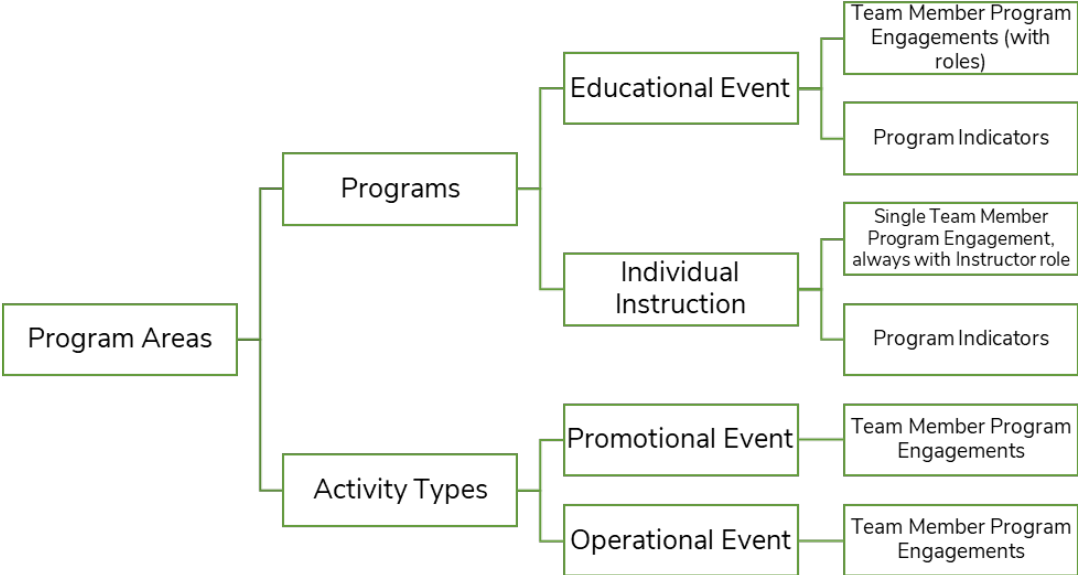 Program Areas
Programs
Educational Event
Team Member Program
Engagements (with
roles)
Program Indicators
Individual
Instruction
Single Team Member
Program Engagement,
always with Instructor role
Program Indicators
Activity Types
Promotional Event
Team Member Program
Engagements
Operational Event
Team Member Program
Engagements